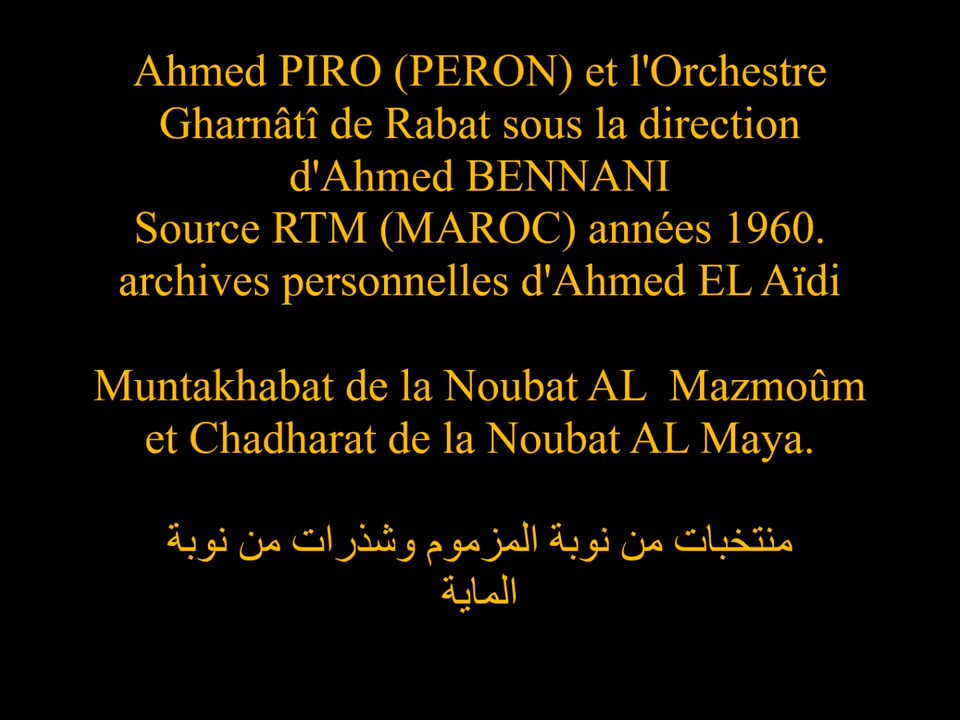 Ahmed PIRO (PERON) et l'Orchestre
Gharnâtî de Rabat sous la direction
d'Ahmed BENNANI
Source RTM (MAROC) années 1960.
archives personnelles d'Ahmed EL Aïdi
Muntakhabat de la Noubat AL  Mazmoûm
et Chadharat de la Noubat AL Maya.
منتخبات من نوبة المزموم وشذرات من نوبة
الماية